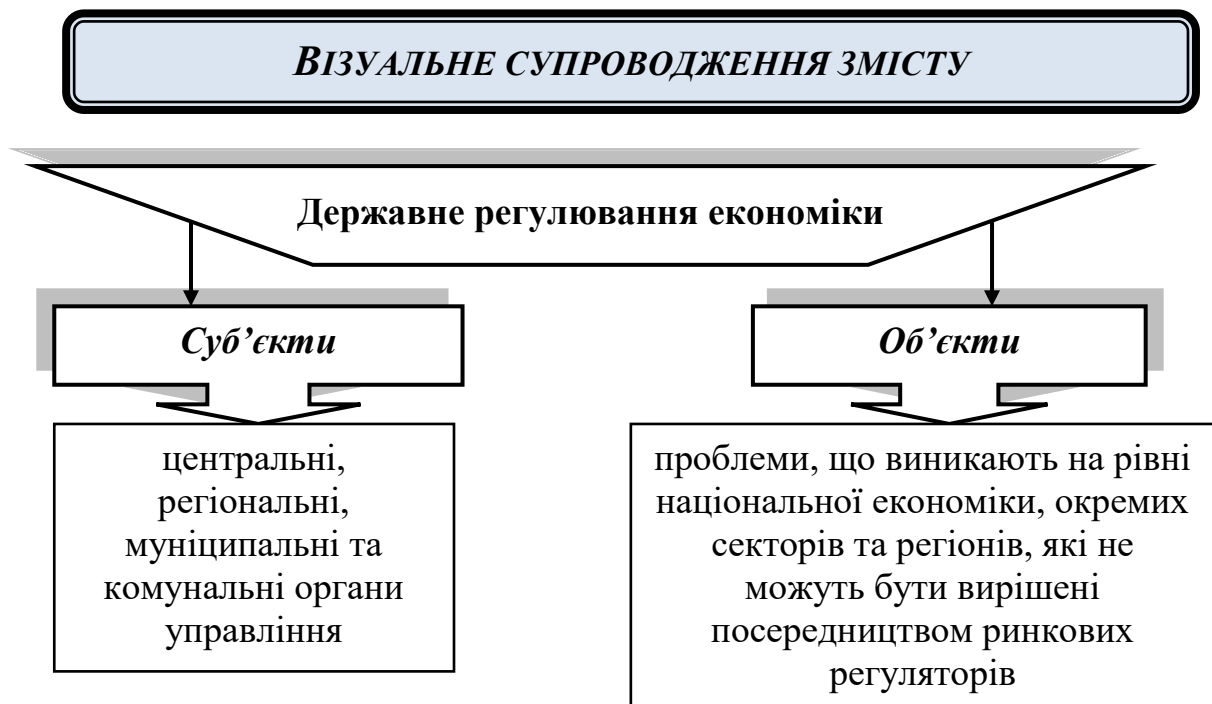 ВІЗУАЛЬНЕ СУПРОВОДЖЕННЯ ЗМІСТУ
Державне регулювання економіки
Суб’єкти
Об’єкти
центральні,
регіональні,
муніципальні та
комунальні органи
управління
проблеми, що виникають на рівні
національної економіки, окремих
секторів та регіонів, які не
можуть бути вирішені
посередництвом ринкових
регуляторів